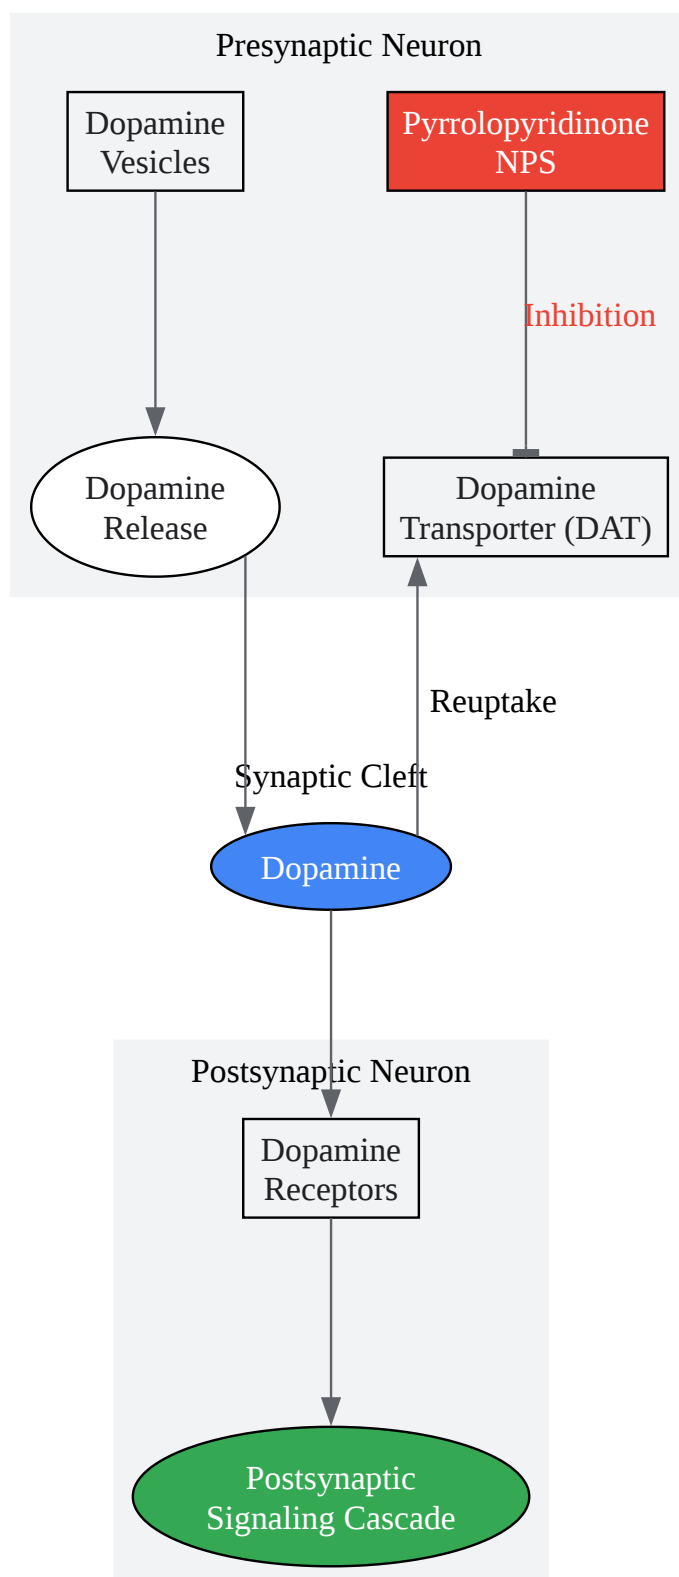 Presynaptic Neuron
Dopamine
Vesicles
Pyrrolopyridinone
NPS
Inhibition
Dopamine
Release
Dopamine
Transporter (DAT)
Reuptake
Synaptic Cleft
Dopamine
Postsynaptic Neuron
Dopamine
Receptors
Postsynaptic
Signaling Cascade